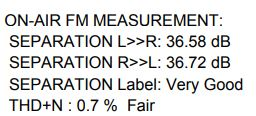 ON-AIR FM MEASUREMENT:
SEPARATION L>>R: 36.58 dB
SEPARATION R>>L: 36.72 dB
SEPARATION Label: Very Good
THD+N : 0.7 % Fair